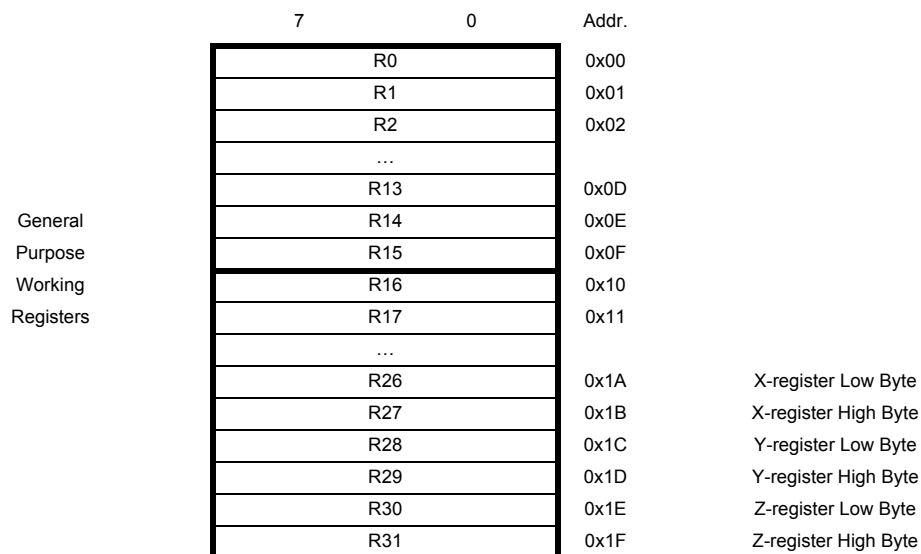 7 0 Addr.
R0 0x00
R1 0x01
R2 0x02
…
R13 0x0D
General R14 0x0E
Purpose R15 0x0F
Working R16 0x10
Registers R17 0x11
…
R26 0x1A X-register Low Byte
R27 0x1B X-register High Byte
R28 0x1C Y-register Low Byte
R29 0x1D Y-register High Byte
R30 0x1E Z-register Low Byte
R31 0x1F Z-register High Byte